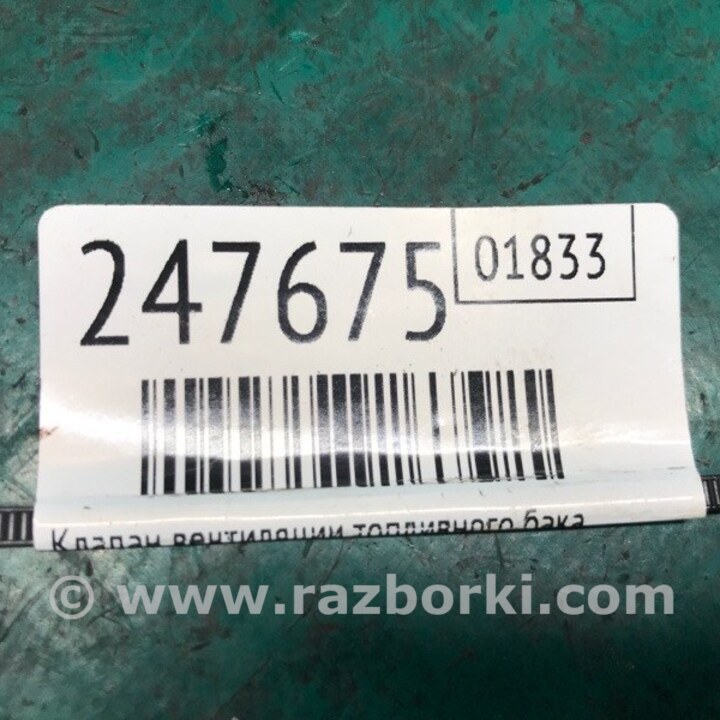 247675
01833
Клапан вентиляции топливного бака
© www.razborki.com